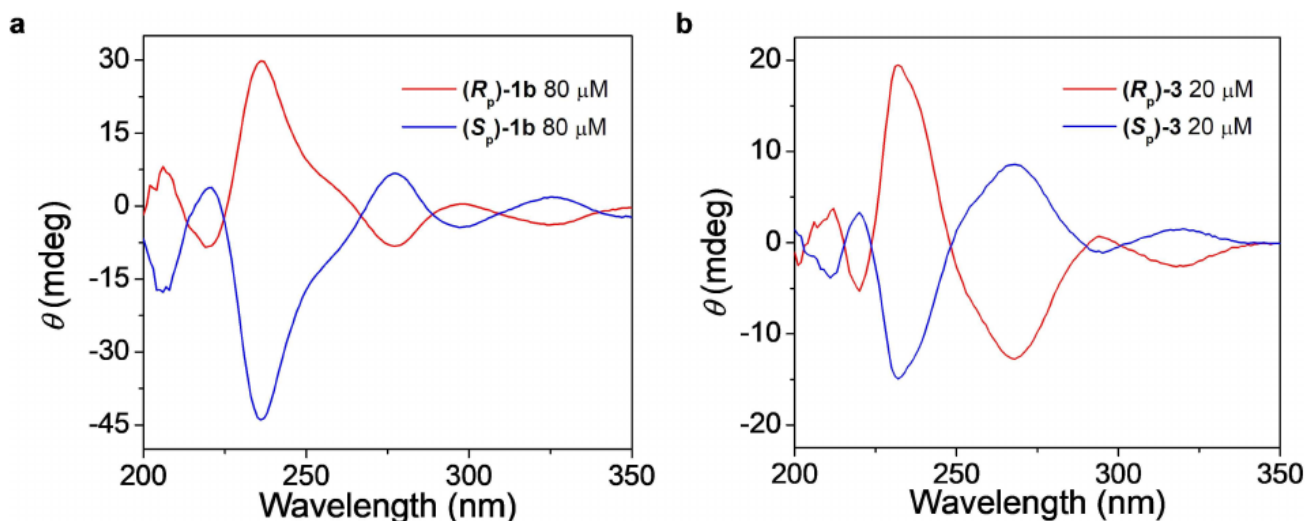 a
30
15
0
-15
-30
-45
θ (mdeg)
(Rp)-1b 80 μM
(Sp)-1b 80 μM
200 250 300 350
Wavelength (nm)
b
20
10
0
-10
-20
θ (mdeg)
(Rp)-3 20 μM
(Sp)-3 20 μM
200 250 300 350
Wavelength (nm)